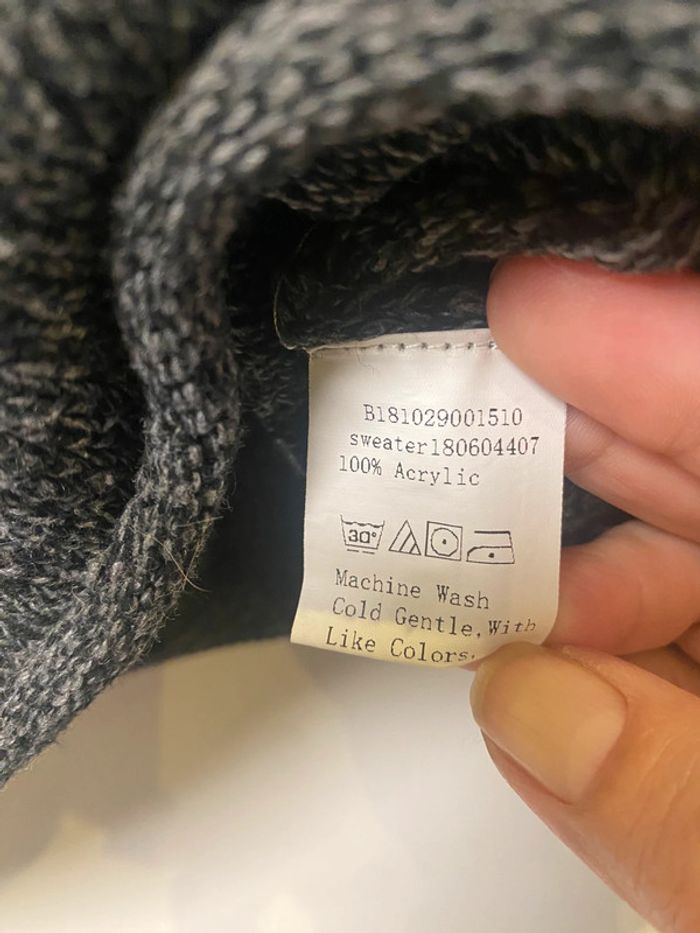 B181029001510
sweater180604407
100% Acrylic
30°
Machine Wash
Cold Gentle, With
Like Colors.